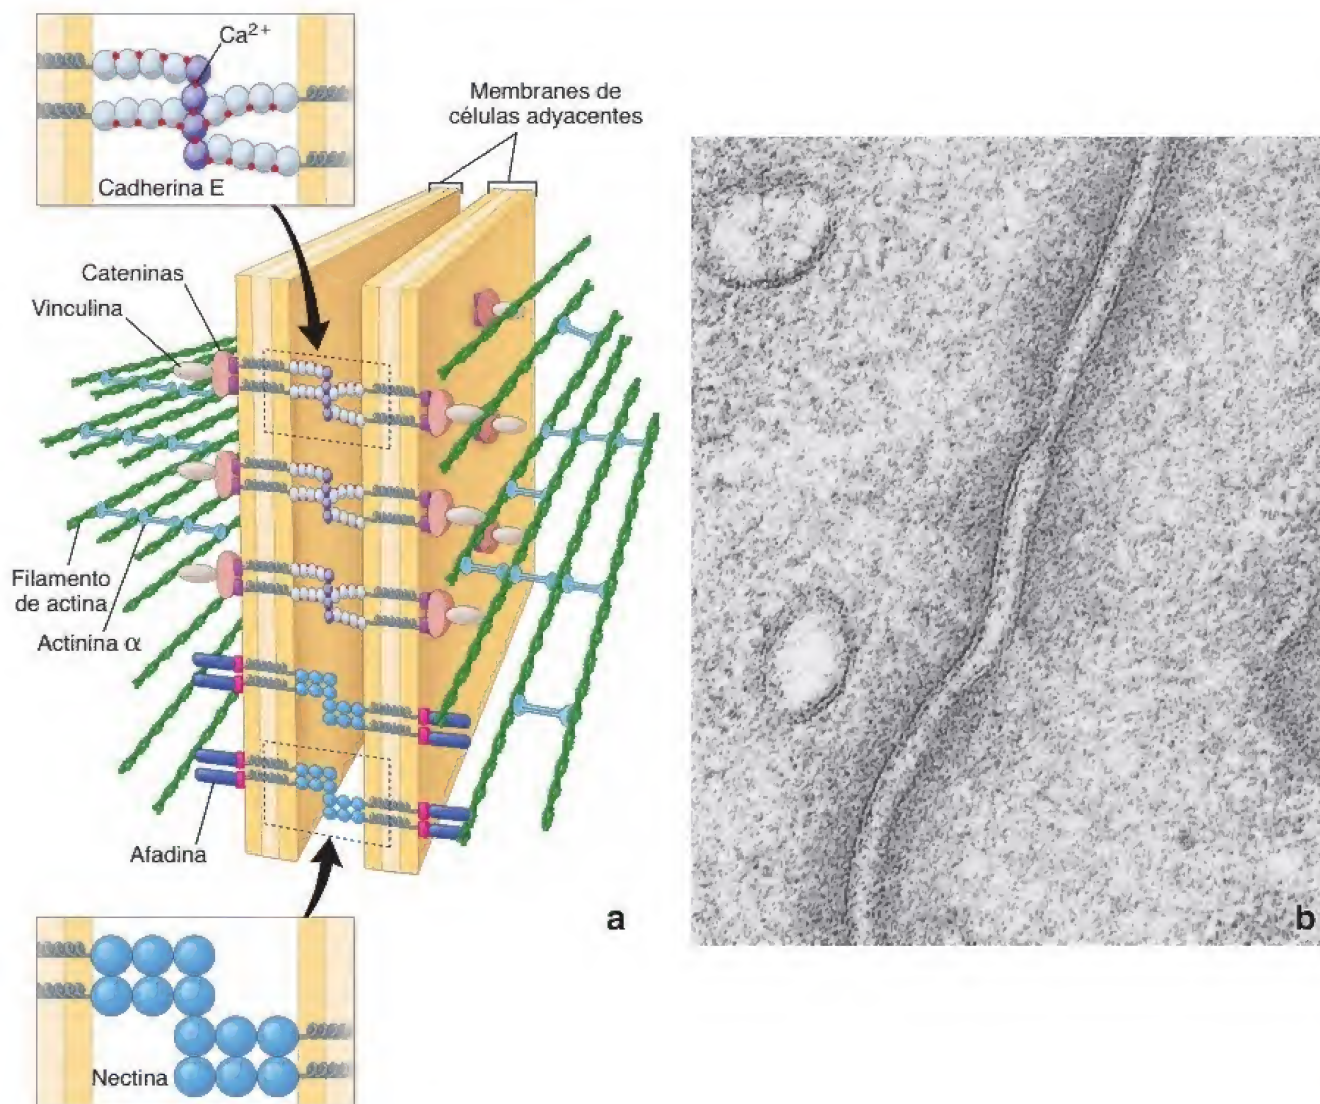 Ca²⁺
Cadherina E
Membranes de
células adyacentes
Cateninas
Vinculina
Filamento
de actina
Actinina α
Afadina
a
b
Nectina